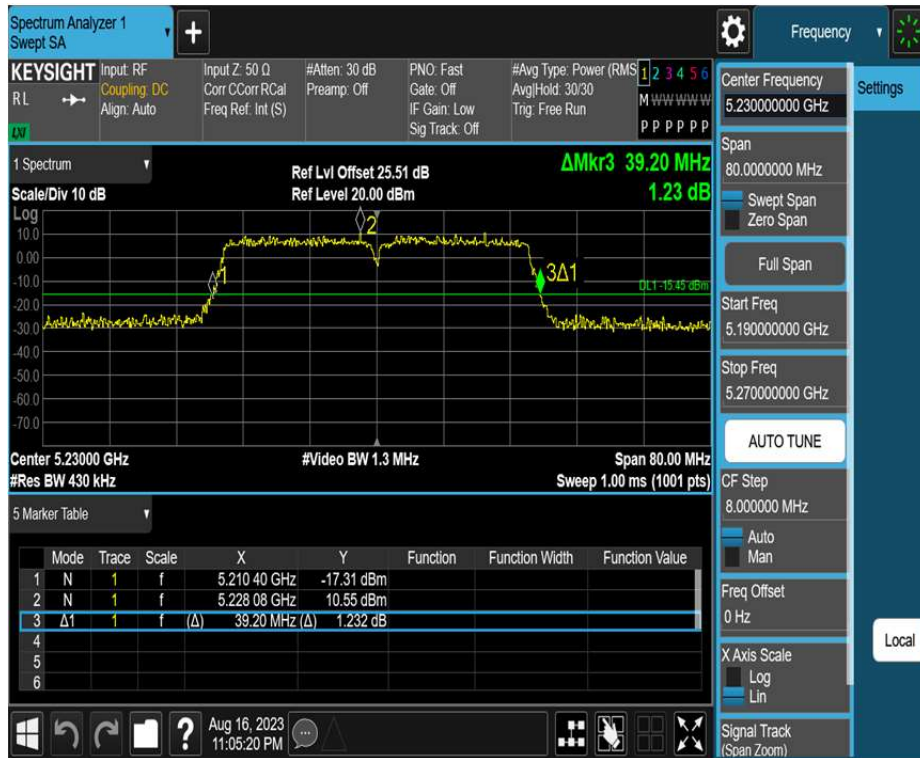 Spectrum Analyzer 1
Swept SA
+
Frequency
KEYSIGHT
RL
LXI
Input: RF
Coupling: DC
Align: Auto
Input Z: 50 Ω
Corr CCorr RCal
Freq Ref: Int (S)
#Atten: 30 dB
Preamp: Off
PNO: Fast
Gate: Off
IF Gain: Low
Sig Track: Off
#Avg Type: Power (RMS
Avg|Hold: 30/30
Trig: Free Run
1 2 3 4 5 6
M W W W W W
P P P P P P
1 Spectrum
Scale/Div 10 dB
Ref Lvl Offset 25.51 dB
Ref Level 20.00 dBm
ΔMkr3 39.20 MHz
1.23 dB
Log
10.0
0.00
-10.0
-20.0
-30.0
-40.0
-50.0
-60.0
-70.0
1
2
3Δ1
DL1 -15.45 dBm
Center 5.23000 GHz
#Res BW 430 kHz
#Video BW 1.3 MHz
Span 80.00 MHz
Sweep 1.00 ms (1001 pts)
5 Marker Table
Mode Trace Scale X Y Function Function Width Function Value
1 N 1 f 5.210 40 GHz -17.31 dBm
2 N 1 f 5.228 08 GHz 10.55 dBm
3 Δ1 1 f (Δ) 39.20 MHz (Δ) 1.232 dB
4
5
6
?
Aug 16, 2023
11:05:20 PM
Center Frequency
5.230000000 GHz
Span
80.0000000 MHz
Swept Span
Zero Span
Full Span
Start Freq
5.190000000 GHz
Stop Freq
5.270000000 GHz
AUTO TUNE
CF Step
8.000000 MHz
Auto
Man
Freq Offset
0 Hz
X Axis Scale
Log
Lin
Signal Track
(Span Zoom)
Settings
Local